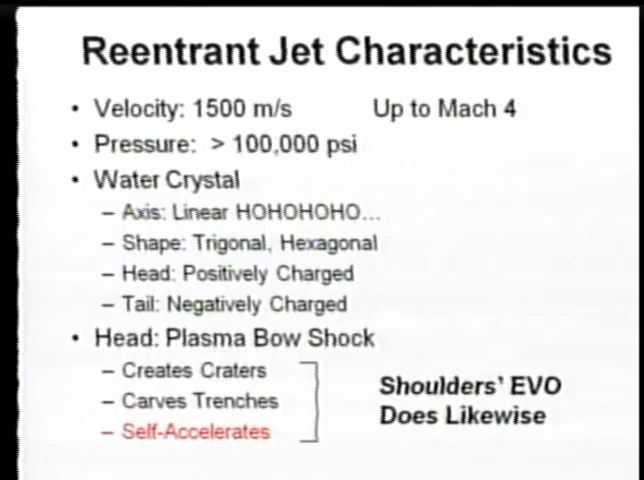 Reentrant Jet Characteristics
• Velocity: 1500 m/s Up to Mach 4
• Pressure: > 100,000 psi
• Water Crystal
– Axis: Linear HOHOHOHO...
– Shape: Trigonal, Hexagonal
– Head: Positively Charged
– Tail: Negatively Charged
• Head: Plasma Bow Shock
– Creates Craters
– Carves Trenches
– Self-Accelerates
Shoulders' EVO
Does Likewise